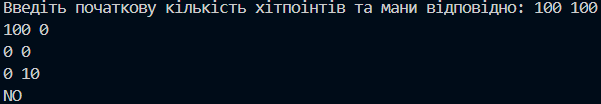 Введіть початкову кількість хітпоінтів та мани відповідно: 100 100
100 0
0 0
0 10
NO